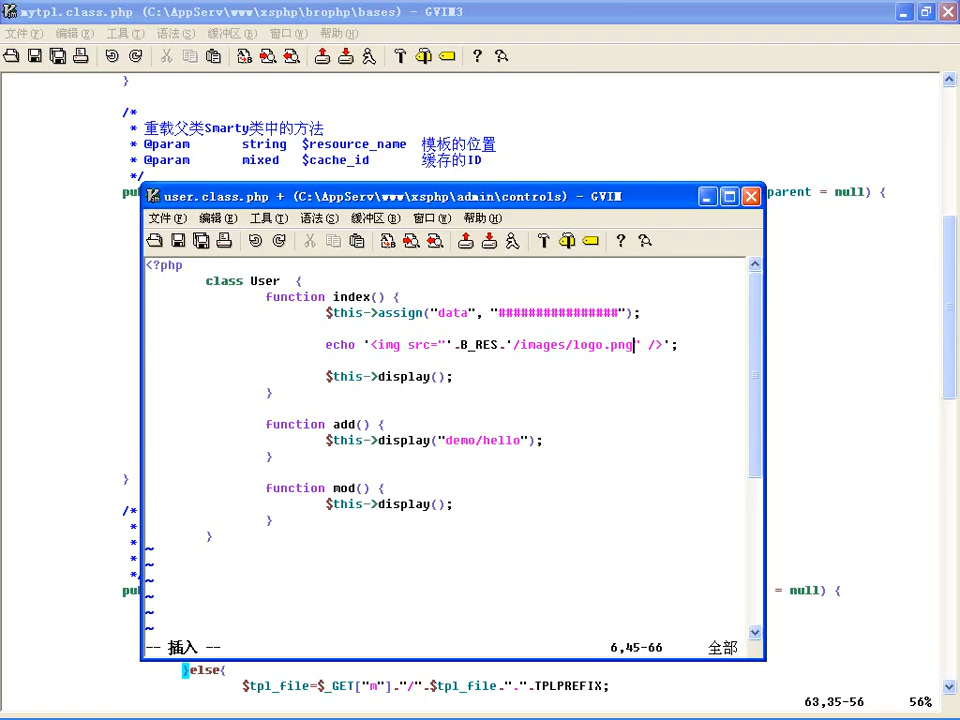 mytpl.class.php (C:\AppServ\www\xsphp\brophp\bases) - GVIM3
文件(F) 编辑(E) 工具(T) 语法(S) 缓冲区(B) 窗口(W) 帮助(H)
}
/*
* 重载父类Smarty类中的方法
* @param string $resource_name 模板的位置
* @param mixed $cache_id 缓存的ID
*/
pu parent = null) {
user.class.php + (C:\AppServ\www\xsphp\admin\controls) - GVIM
文件(F) 编辑(E) 工具(T) 语法(S) 缓冲区(B) 窗口(W) 帮助(H)
<?php
class User {
function index() {
$this->assign("data", "################");
echo '<img src="'.B_RES.'/images/logo.png" />';
$this->display();
}
function add() {
$this->display("demo/hello");
}
function mod() {
$this->display();
}
}
~
~
~
~
~
~
-- 插入 -- 6,45-66 全部
}
/*
*
*
*
*/
pu = null) {
}else{
$tpl_file=$_GET["m"]."/".$tpl_file.".".TPLPREFIX;
63,35-56 56%